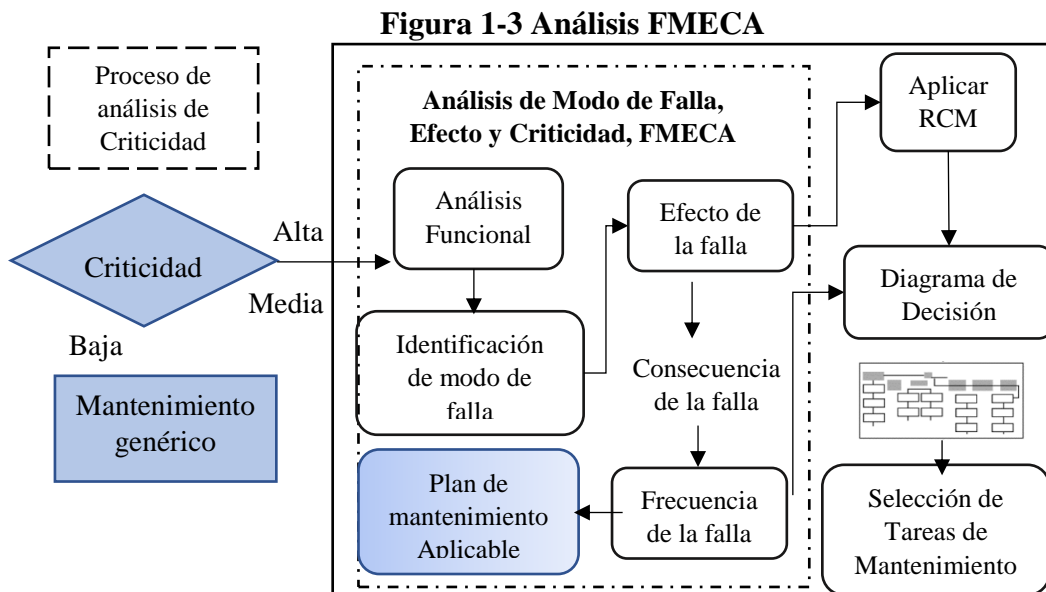 Figura 1-3 Análisis FMECA
Proceso de
análisis de
Criticidad
Criticidad
Alta
Media
Baja
Mantenimiento
genérico
Análisis de Modo de Falla,
Efecto y Criticidad, FMECA
Análisis
Funcional
Identificación
de modo de
falla
Efecto de
la falla
Consecuencia
de la falla
Frecuencia
de la falla
Plan de
mantenimiento
Aplicable
Aplicar
RCM
Diagrama de
Decisión
Selección de
Tareas de
Mantenimiento